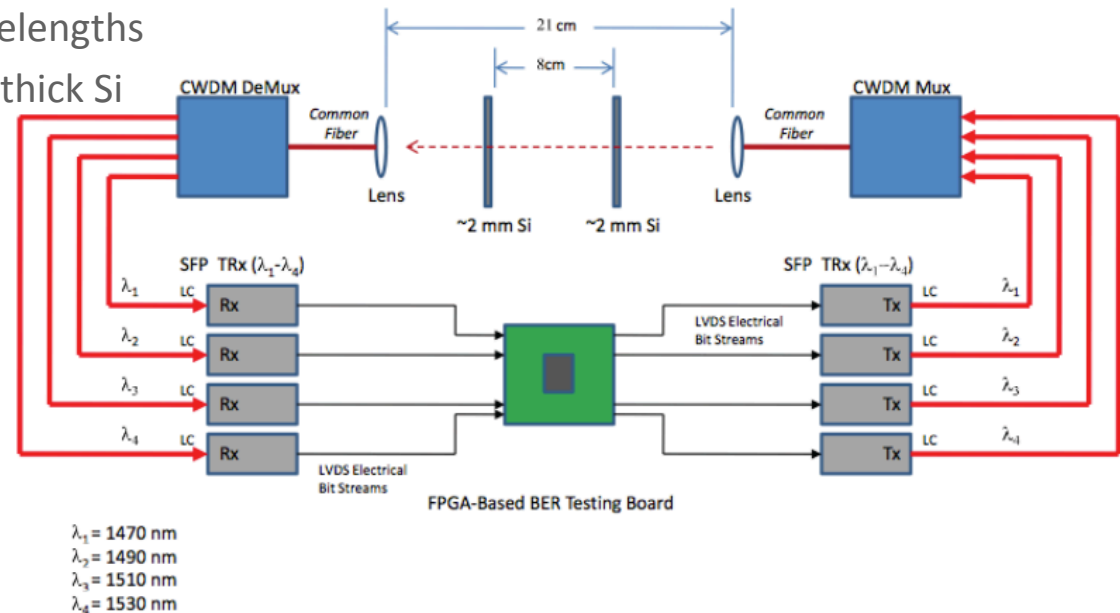 elengths
thick Si
21 cm
8cm
CWDM DeMux
CWDM Mux
Common
Fiber
Common
Fiber
Lens
Lens
~2 mm Si
~2 mm Si
SFP TRx (λ₁-λ₄)
SFP TRx (λ₁–λ₄)
λ₁ LC Rx
λ₂ LC Rx
λ₃ LC Rx
λ₄ LC Rx
LVDS Electrical
Bit Streams
LVDS Electrical
Bit Streams
Tx LC λ₁
Tx LC λ₂
Tx LC λ₃
Tx LC λ₄
FPGA-Based BER Testing Board
λ₁ = 1470 nm
λ₂ = 1490 nm
λ₃ = 1510 nm
λ₄ = 1530 nm